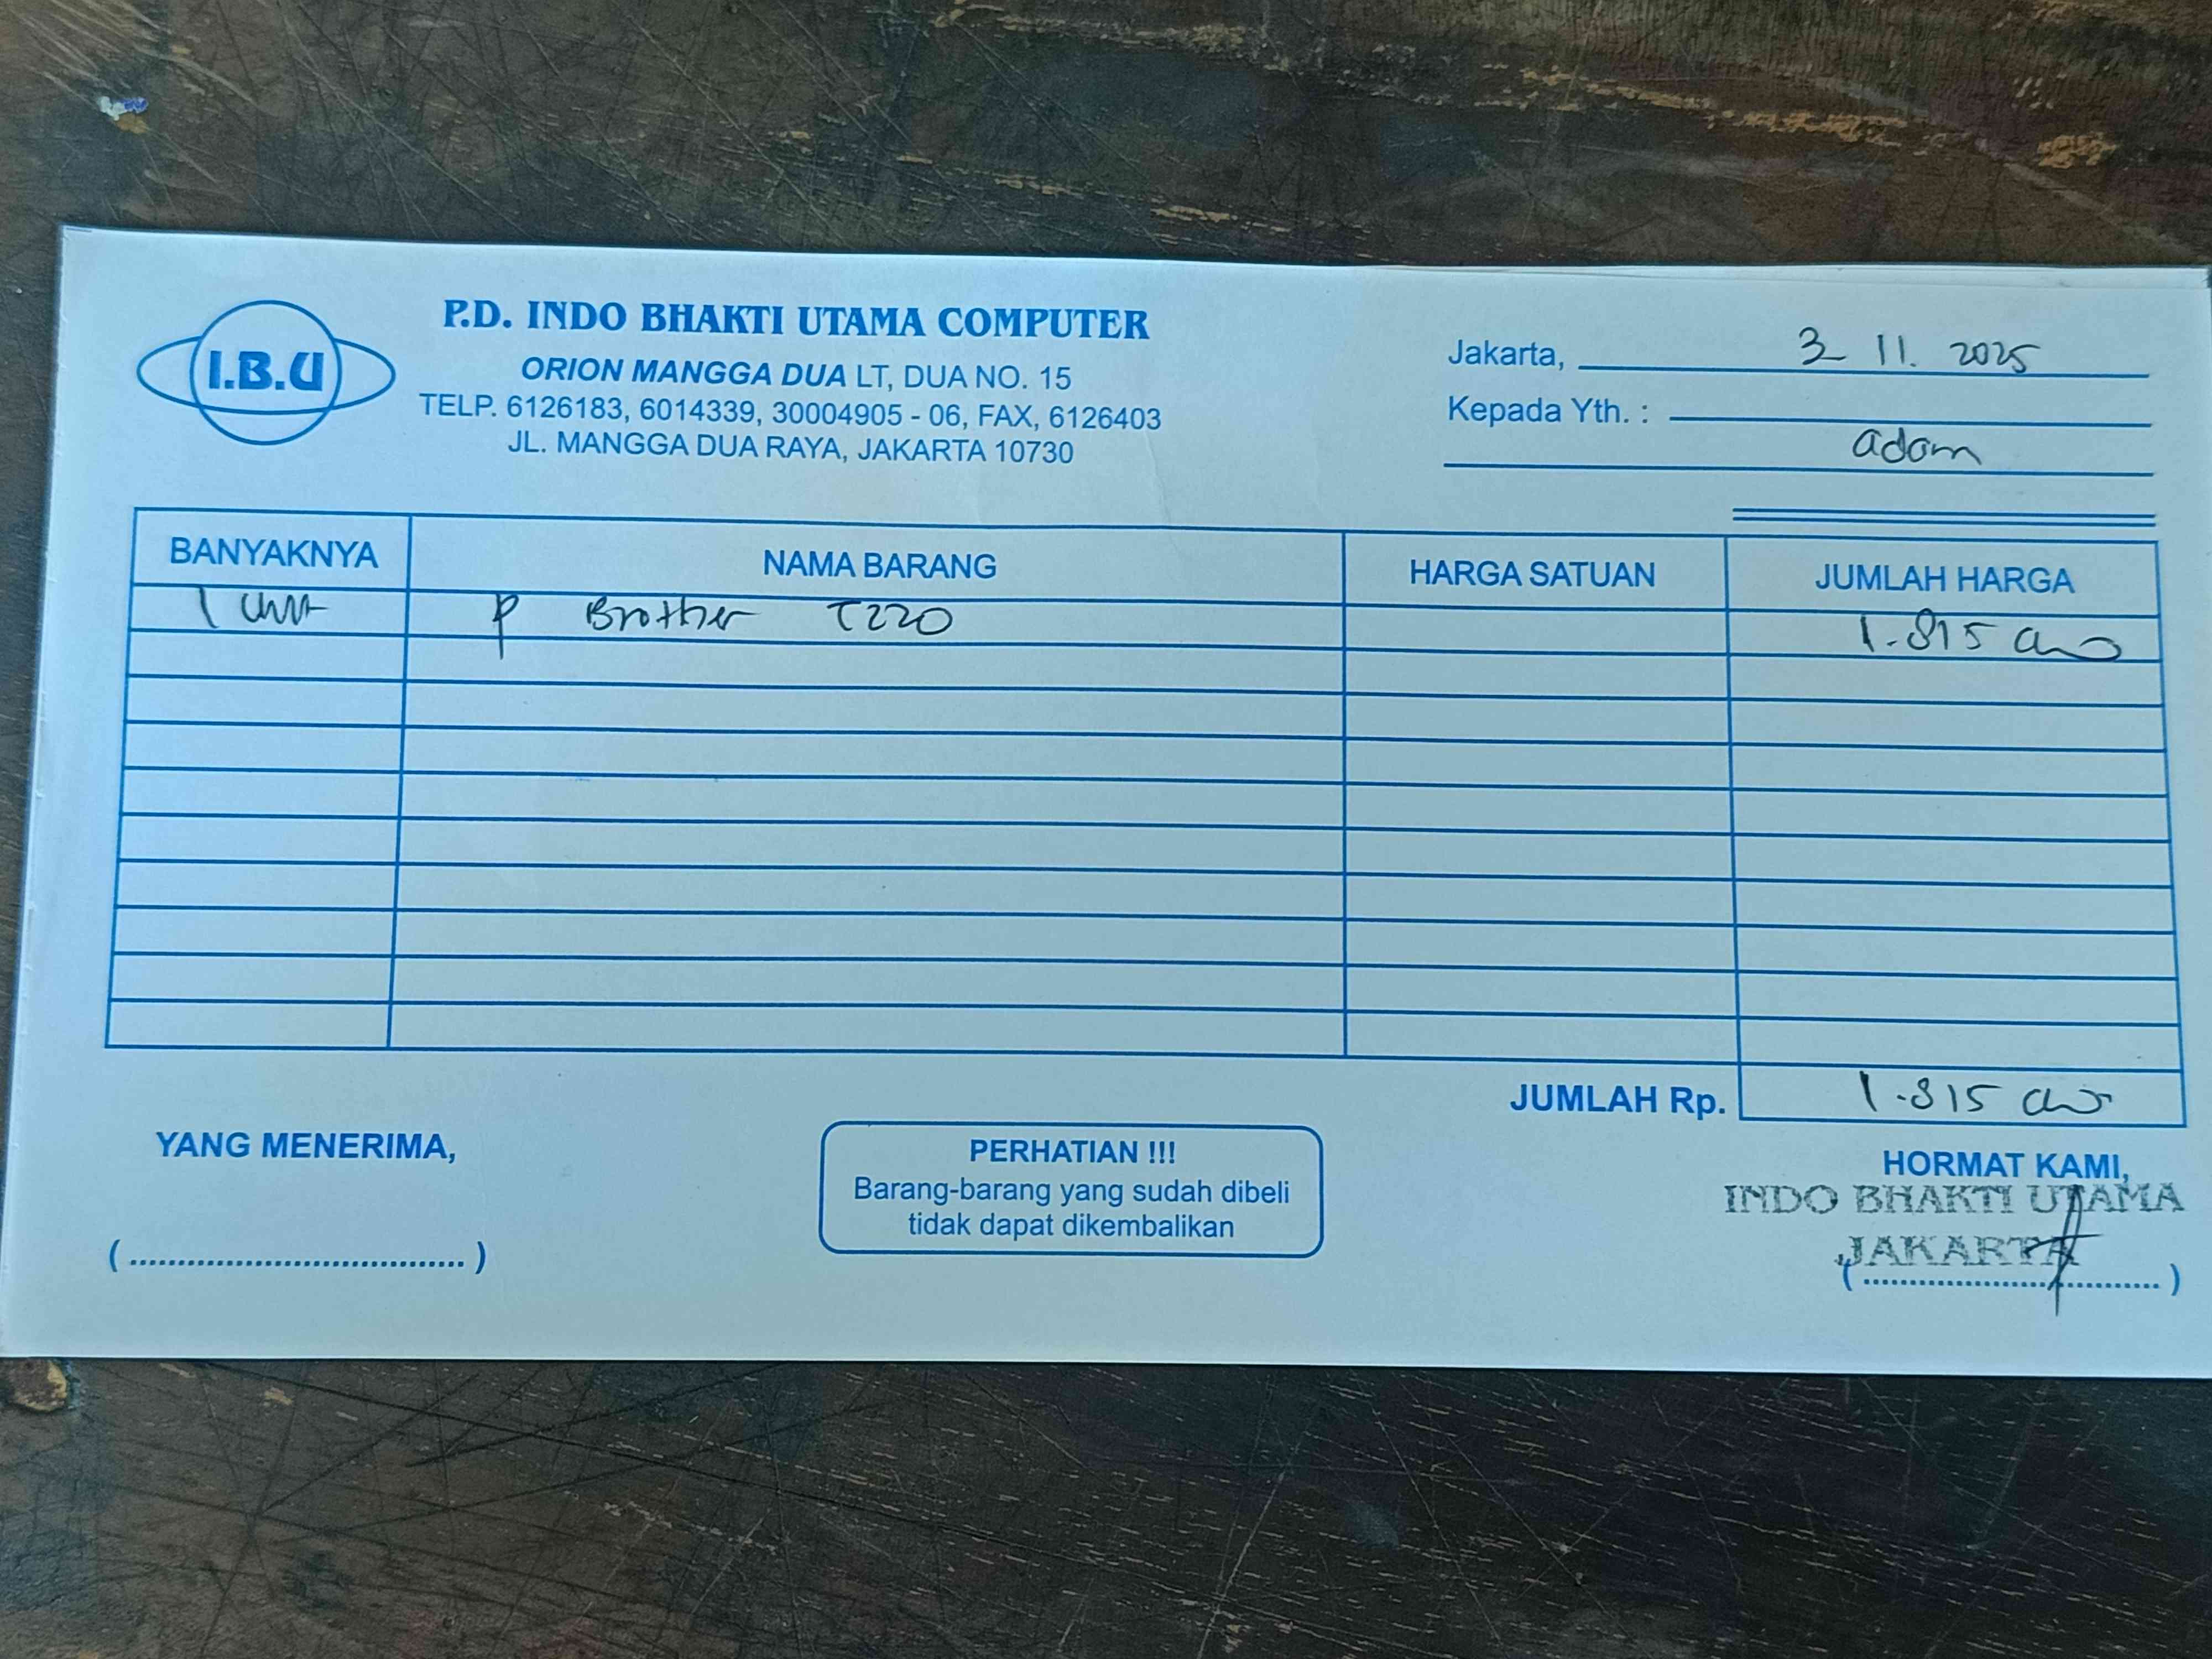 I.B.U
P.D. INDO BHAKTI UTAMA COMPUTER
ORION MANGGA DUA LT, DUA NO. 15
TELP. 6126183, 6014339, 30004905 - 06, FAX, 6126403
JL. MANGGA DUA RAYA, JAKARTA 10730
Jakarta, 3 11. 2025
Kepada Yth. :
adam
BANYAKNYA NAMA BARANG HARGA SATUAN JUMLAH HARGA
1 unit P Brother T220 1.815
JUMLAH Rp. 1.815
YANG MENERIMA,
(....................................)
PERHATIAN !!!
Barang-barang yang sudah dibeli
tidak dapat dikembalikan
HORMAT KAMI,
INDO BHAKTI UTAMA
JAKARTA
(....................................)